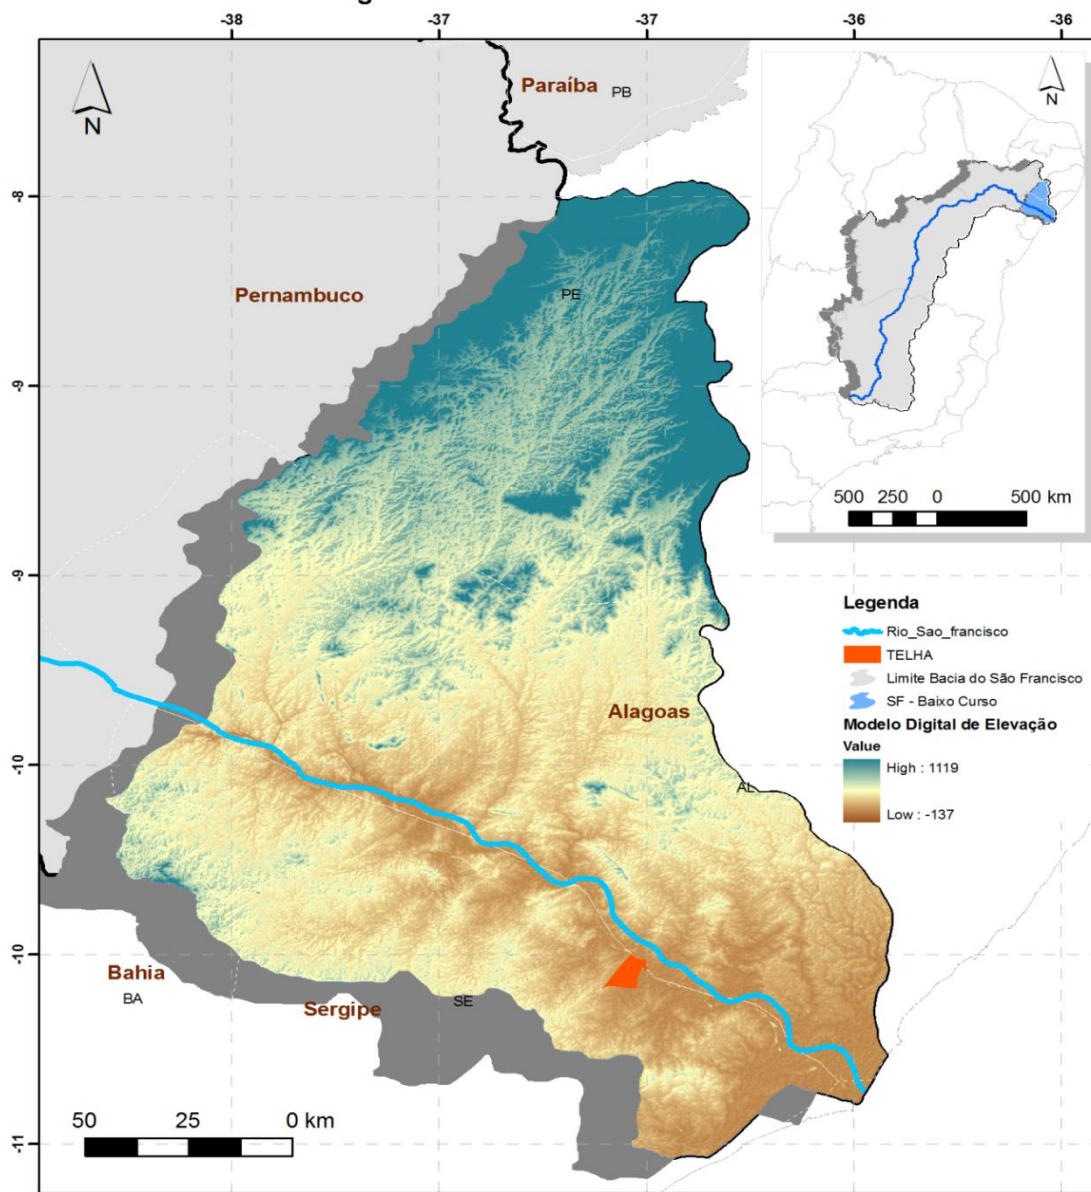 -38 -37 -37 -36 -36
N
Paraíba PB
N
-8
Pernambuco
PE
-9
500 250 0 500 km
-9
Legenda
Rio_Sao_francisco
TELHA
Limite Bacia do São Francisco
SF - Baixo Curso
Alagoas
Modelo Digital de Elevação
Value
High : 1119
Low : -137
-10
AL
-10
Bahia
BA
SE
Sergipe
50 25 0 km
-11